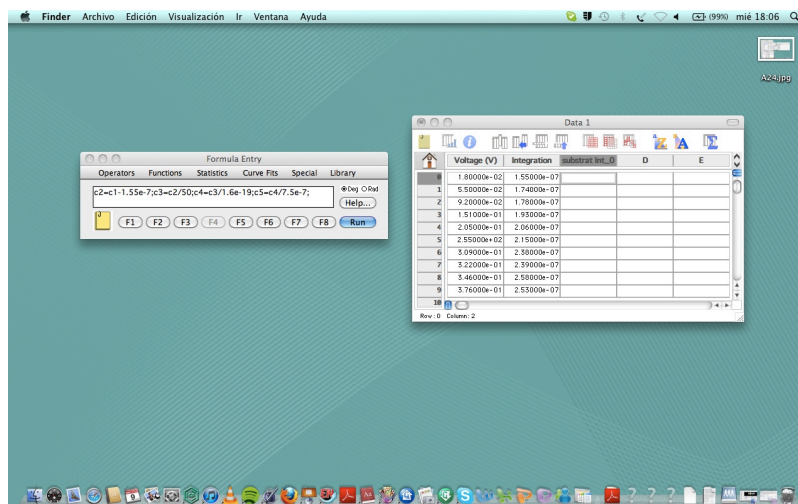 Finder Archivo Edición Visualización Ir Ventana Ayuda (99%) mié 18:06
A24.jpg
Data 1
Voltage (V) Integration substrat Int_0 D E
0 1.80000e-02 1.55000e-07
1 5.50000e-02 1.74000e-07
2 9.20000e-02 1.78000e-07
3 1.51000e-01 1.93000e-07
4 2.05000e-01 2.06000e-07
5 2.55000e+02 2.15000e-07
6 3.09000e-01 2.38000e-07
7 3.22000e-01 2.39000e-07
8 3.46000e-01 2.58000e-07
9 3.76000e-01 2.53000e-07
10
Row: 0 Column: 2
Formula Entry
Operators Functions Statistics Curve Fits Special Library
c2=c1-1.55e-7;c3=c2/50;c4=c3/1.6e-19;c5=c4/7.5e-7;
Deg Rad
Help...
F1 F2 F3 F4 F5 F6 F7 F8 Run